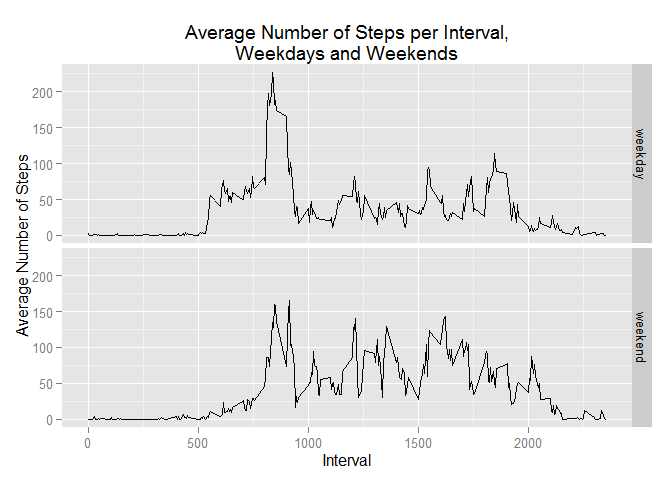 Average Number of Steps per Interval,
Weekdays and Weekends
Average Number of Steps
200
150
100
50
0
weekday
200
150
100
50
0
weekend
0
500
1000
1500
2000
Interval